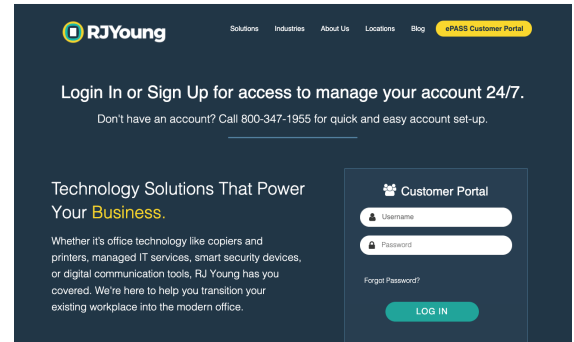 RJYoung
Solutions Industries About Us Locations Blog ePASS Customer Portal
Login In or Sign Up for access to manage your account 24/7.
Don't have an account? Call 800-347-1955 for quick and easy account set-up.
Technology Solutions That Power
Your Business.
Whether it's office technology like copiers and
printers, managed IT services, smart security devices,
or digital communication tools, RJ Young has you
covered. We're here to help you transition your
existing workplace into the modern office.
Customer Portal
Username
Password
Forgot Password?
LOG IN